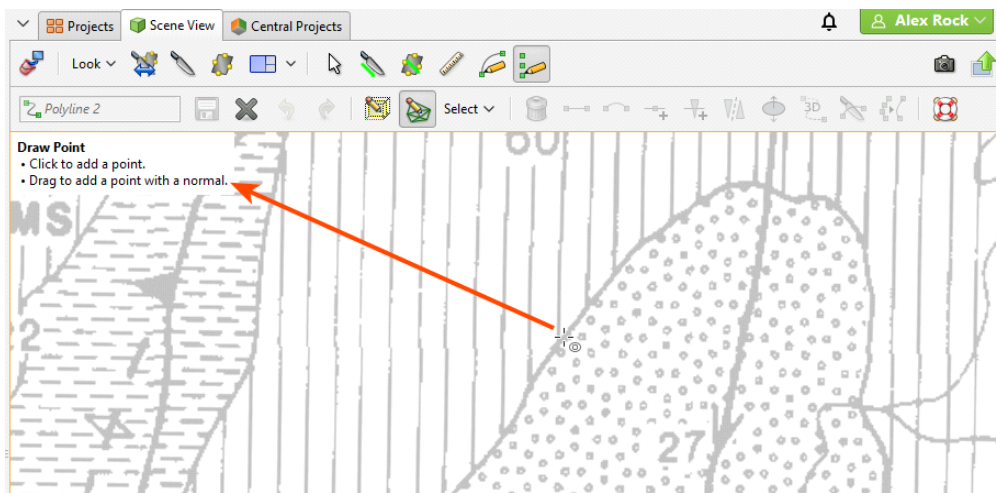 Projects Scene View Central Projects Alex Rock
Look
Polyline 2 Select 3D
60
Draw Point
• Click to add a point.
• Drag to add a point with a normal.
MS
27